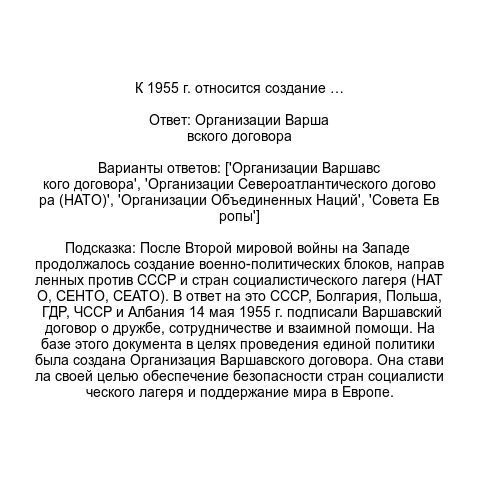 К 1955 г. относится создание …
Ответ: Организации Варша
вского договора
Варианты ответов: ['Организации Варшавс
кого договора', 'Организации Североатлантического догово
ра (НАТО)', 'Организации Объединенных Наций', 'Совета Ев
ропы']
Подсказка: После Второй мировой войны на Западе
продолжалось создание военно-политических блоков, направ
ленных против СССР и стран социалистического лагеря (НАТ
О, СЕНТО, СЕАТО). В ответ на это СССР, Болгария, Польша,
ГДР, ЧССР и Албания 14 мая 1955 г. подписали Варшавский
договор о дружбе, сотрудничестве и взаимной помощи. На
базе этого документа в целях проведения единой политики
была создана Организация Варшавского договора. Она стави
ла своей целью обеспечение безопасности стран социалисти
ческого лагеря и поддержание мира в Европе.